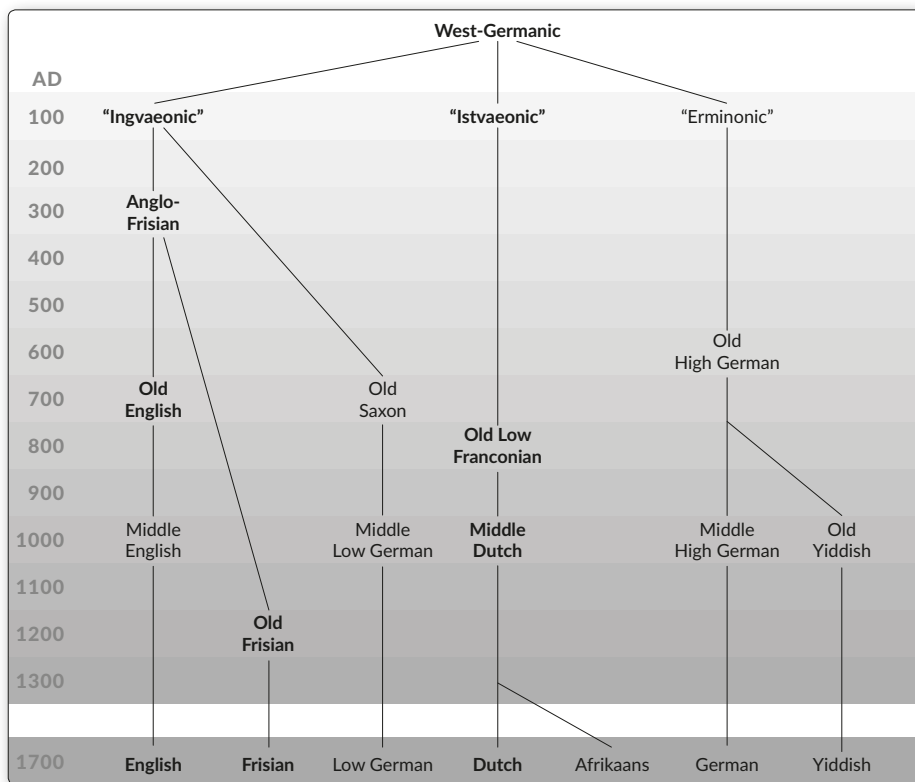 West-Germanic
AD
100
“Ingvaeonic”
“Istvaeonic”
“Erminonic”
200
300
Anglo-
Frisian
400
500
600
Old
High German
700
Old
English
Old
Saxon
800
Old Low
Franconian
900
1000
Middle
English
Middle
Low German
Middle
Dutch
Middle
High German
Old
Yiddish
1100
1200
Old
Frisian
1300
1700
English
Frisian
Low German
Dutch
Afrikaans
German
Yiddish